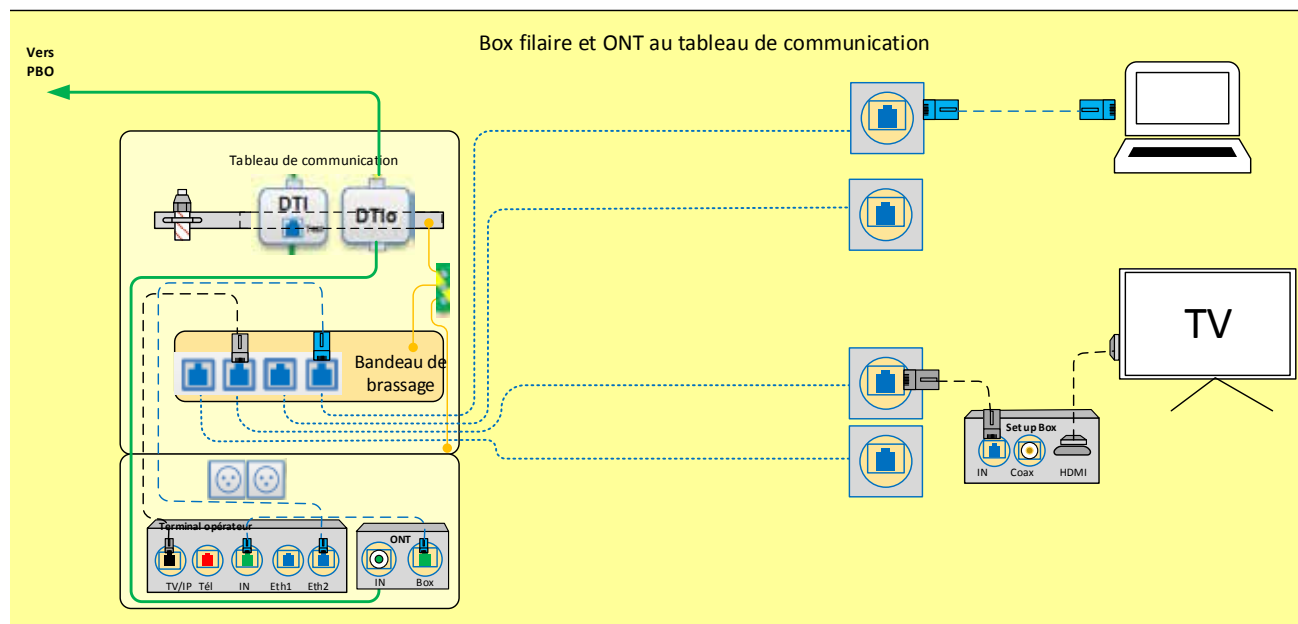 Box filaire et ONT au tableau de communication
Vers
PBO
Tableau de communication
DTI
DTIo
Bandeau de
brassage
TV
Set up Box
IN
Coax
HDMI
Terminal opérateur
TV/IP
Tél
IN
Eth1
Eth2
ONT
IN
Box